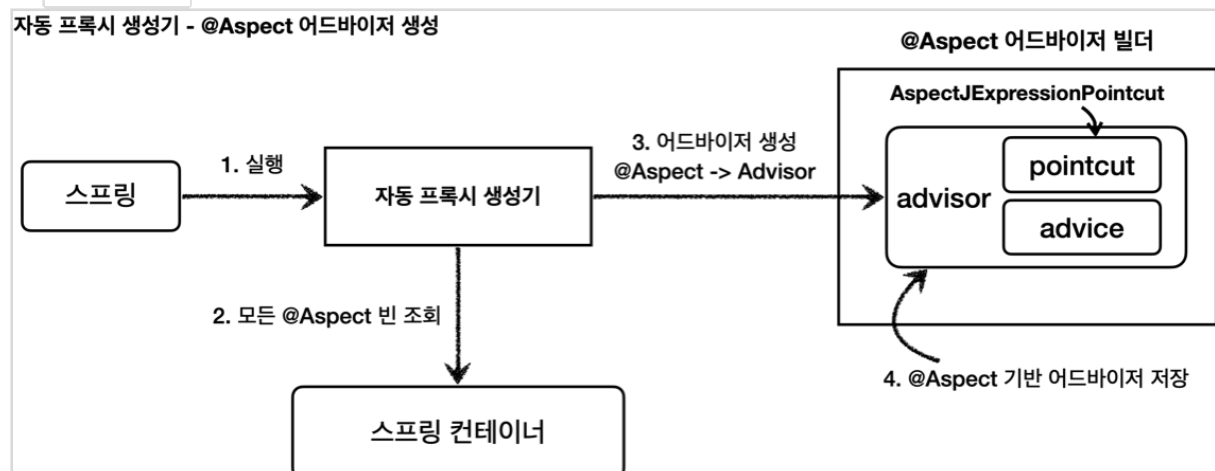 자동 프록시 생성기 - @Aspect 어드바이저 생성
@Aspect 어드바이저 빌더
AspectJExpressionPointcut
스프링
1. 실행
자동 프록시 생성기
3. 어드바이저 생성
@Aspect -> Advisor
advisor
pointcut
advice
2. 모든 @Aspect 빈 조회
4. @Aspect 기반 어드바이저 저장
스프링 컨테이너